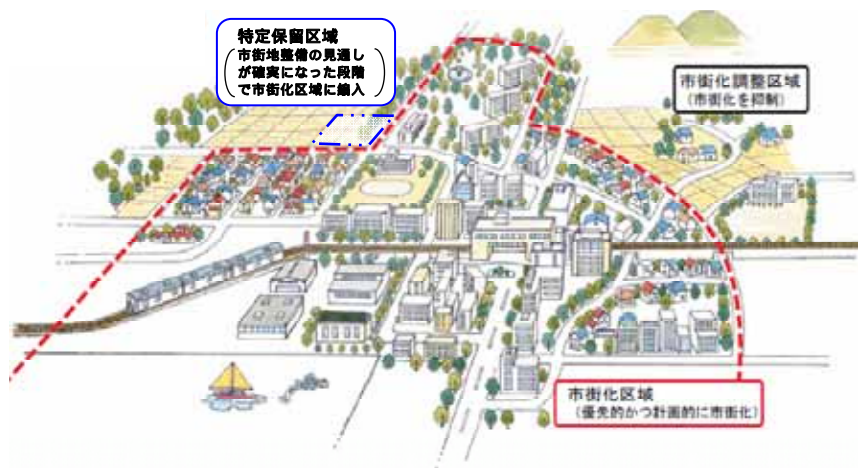 特定保留区域
（市街地整備の見通し
が確実になった段階
で市街化区域に編入）
市街化調整区域
（市街化を抑制）
市街化区域
（優先的かつ計画的に市街化）